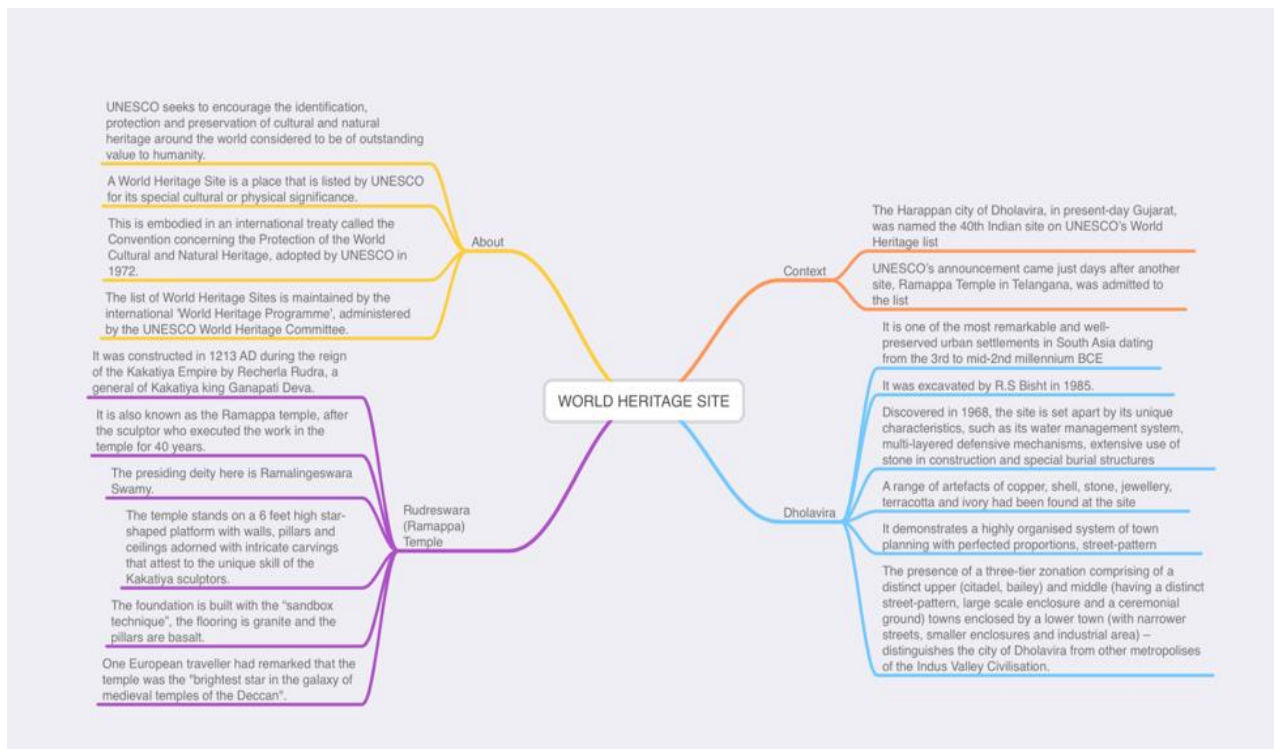 WORLD HERITAGE SITE
About
UNESCO seeks to encourage the identification,
protection and preservation of cultural and natural
heritage around the world considered to be of outstanding
value to humanity.
A World Heritage Site is a place that is listed by UNESCO
for its special cultural or physical significance.
This is embodied in an international treaty called the
Convention concerning the Protection of the World
Cultural and Natural Heritage, adopted by UNESCO in
1972.
The list of World Heritage Sites is maintained by the
international 'World Heritage Programme', administered
by the UNESCO World Heritage Committee.
Rudreswara
(Ramappa)
Temple
It was constructed in 1213 AD during the reign
of the Kakatiya Empire by Recherla Rudra, a
general of Kakatiya king Ganapati Deva.
It is also known as the Ramappa temple, after
the sculptor who executed the work in the
temple for 40 years.
The presiding deity here is Ramalingeswara
Swamy.
The temple stands on a 6 feet high star-
shaped platform with walls, pillars and
ceilings adorned with intricate carvings
that attest to the unique skill of the
Kakatiya sculptors.
The foundation is built with the “sandbox
technique”, the flooring is granite and the
pillars are basalt.
One European traveller had remarked that the
temple was the "brightest star in the galaxy of
medieval temples of the Deccan".
Context
The Harappan city of Dholavira, in present-day Gujarat,
was named the 40th Indian site on UNESCO’s World
Heritage list
UNESCO’s announcement came just days after another
site, Ramappa Temple in Telangana, was admitted to
the list
Dholavira
It is one of the most remarkable and well-
preserved urban settlements in South Asia dating
from the 3rd to mid-2nd millennium BCE
It was excavated by R.S Bisht in 1985.
Discovered in 1968, the site is set apart by its unique
characteristics, such as its water management system,
multi-layered defensive mechanisms, extensive use of
stone in construction and special burial structures
A range of artefacts of copper, shell, stone, jewellery,
terracotta and ivory had been found at the site
It demonstrates a highly organised system of town
planning with perfected proportions, street-pattern
The presence of a three-tier zonation comprising of a
distinct upper (citadel, bailey) and middle (having a distinct
street-pattern, large scale enclosure and a ceremonial
ground) towns enclosed by a lower town (with narrower
streets, smaller enclosures and industrial area) –
distinguishes the city of Dholavira from other metropolises
of the Indus Valley Civilisation.